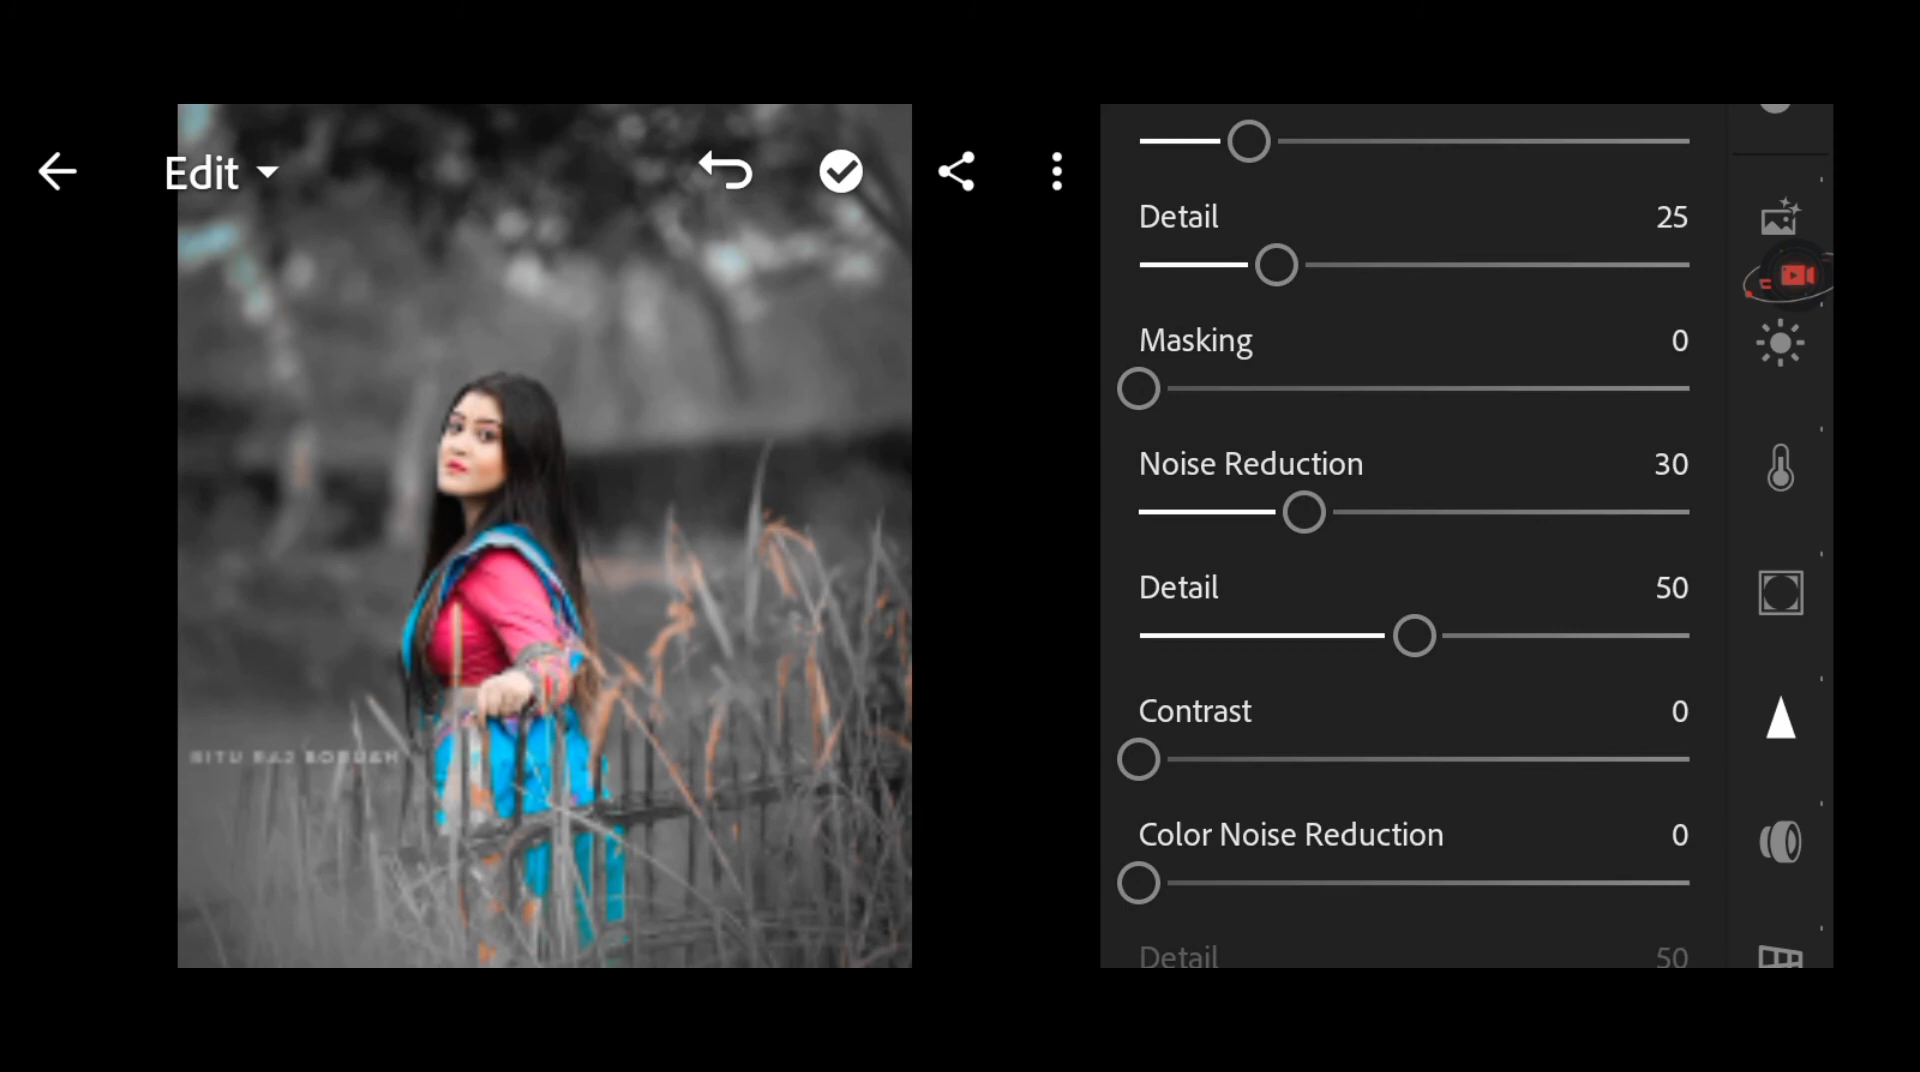 Edit
Detail 25
Masking 0
Noise Reduction 30
Detail 50
Contrast 0
Color Noise Reduction 0
Detail 50